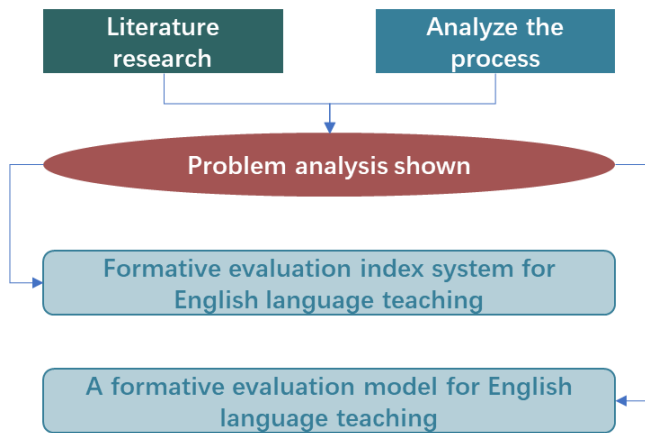 Literature
research
Analyze the
process
Problem analysis shown
Formative evaluation index system for
English language teaching
A formative evaluation model for English
language teaching